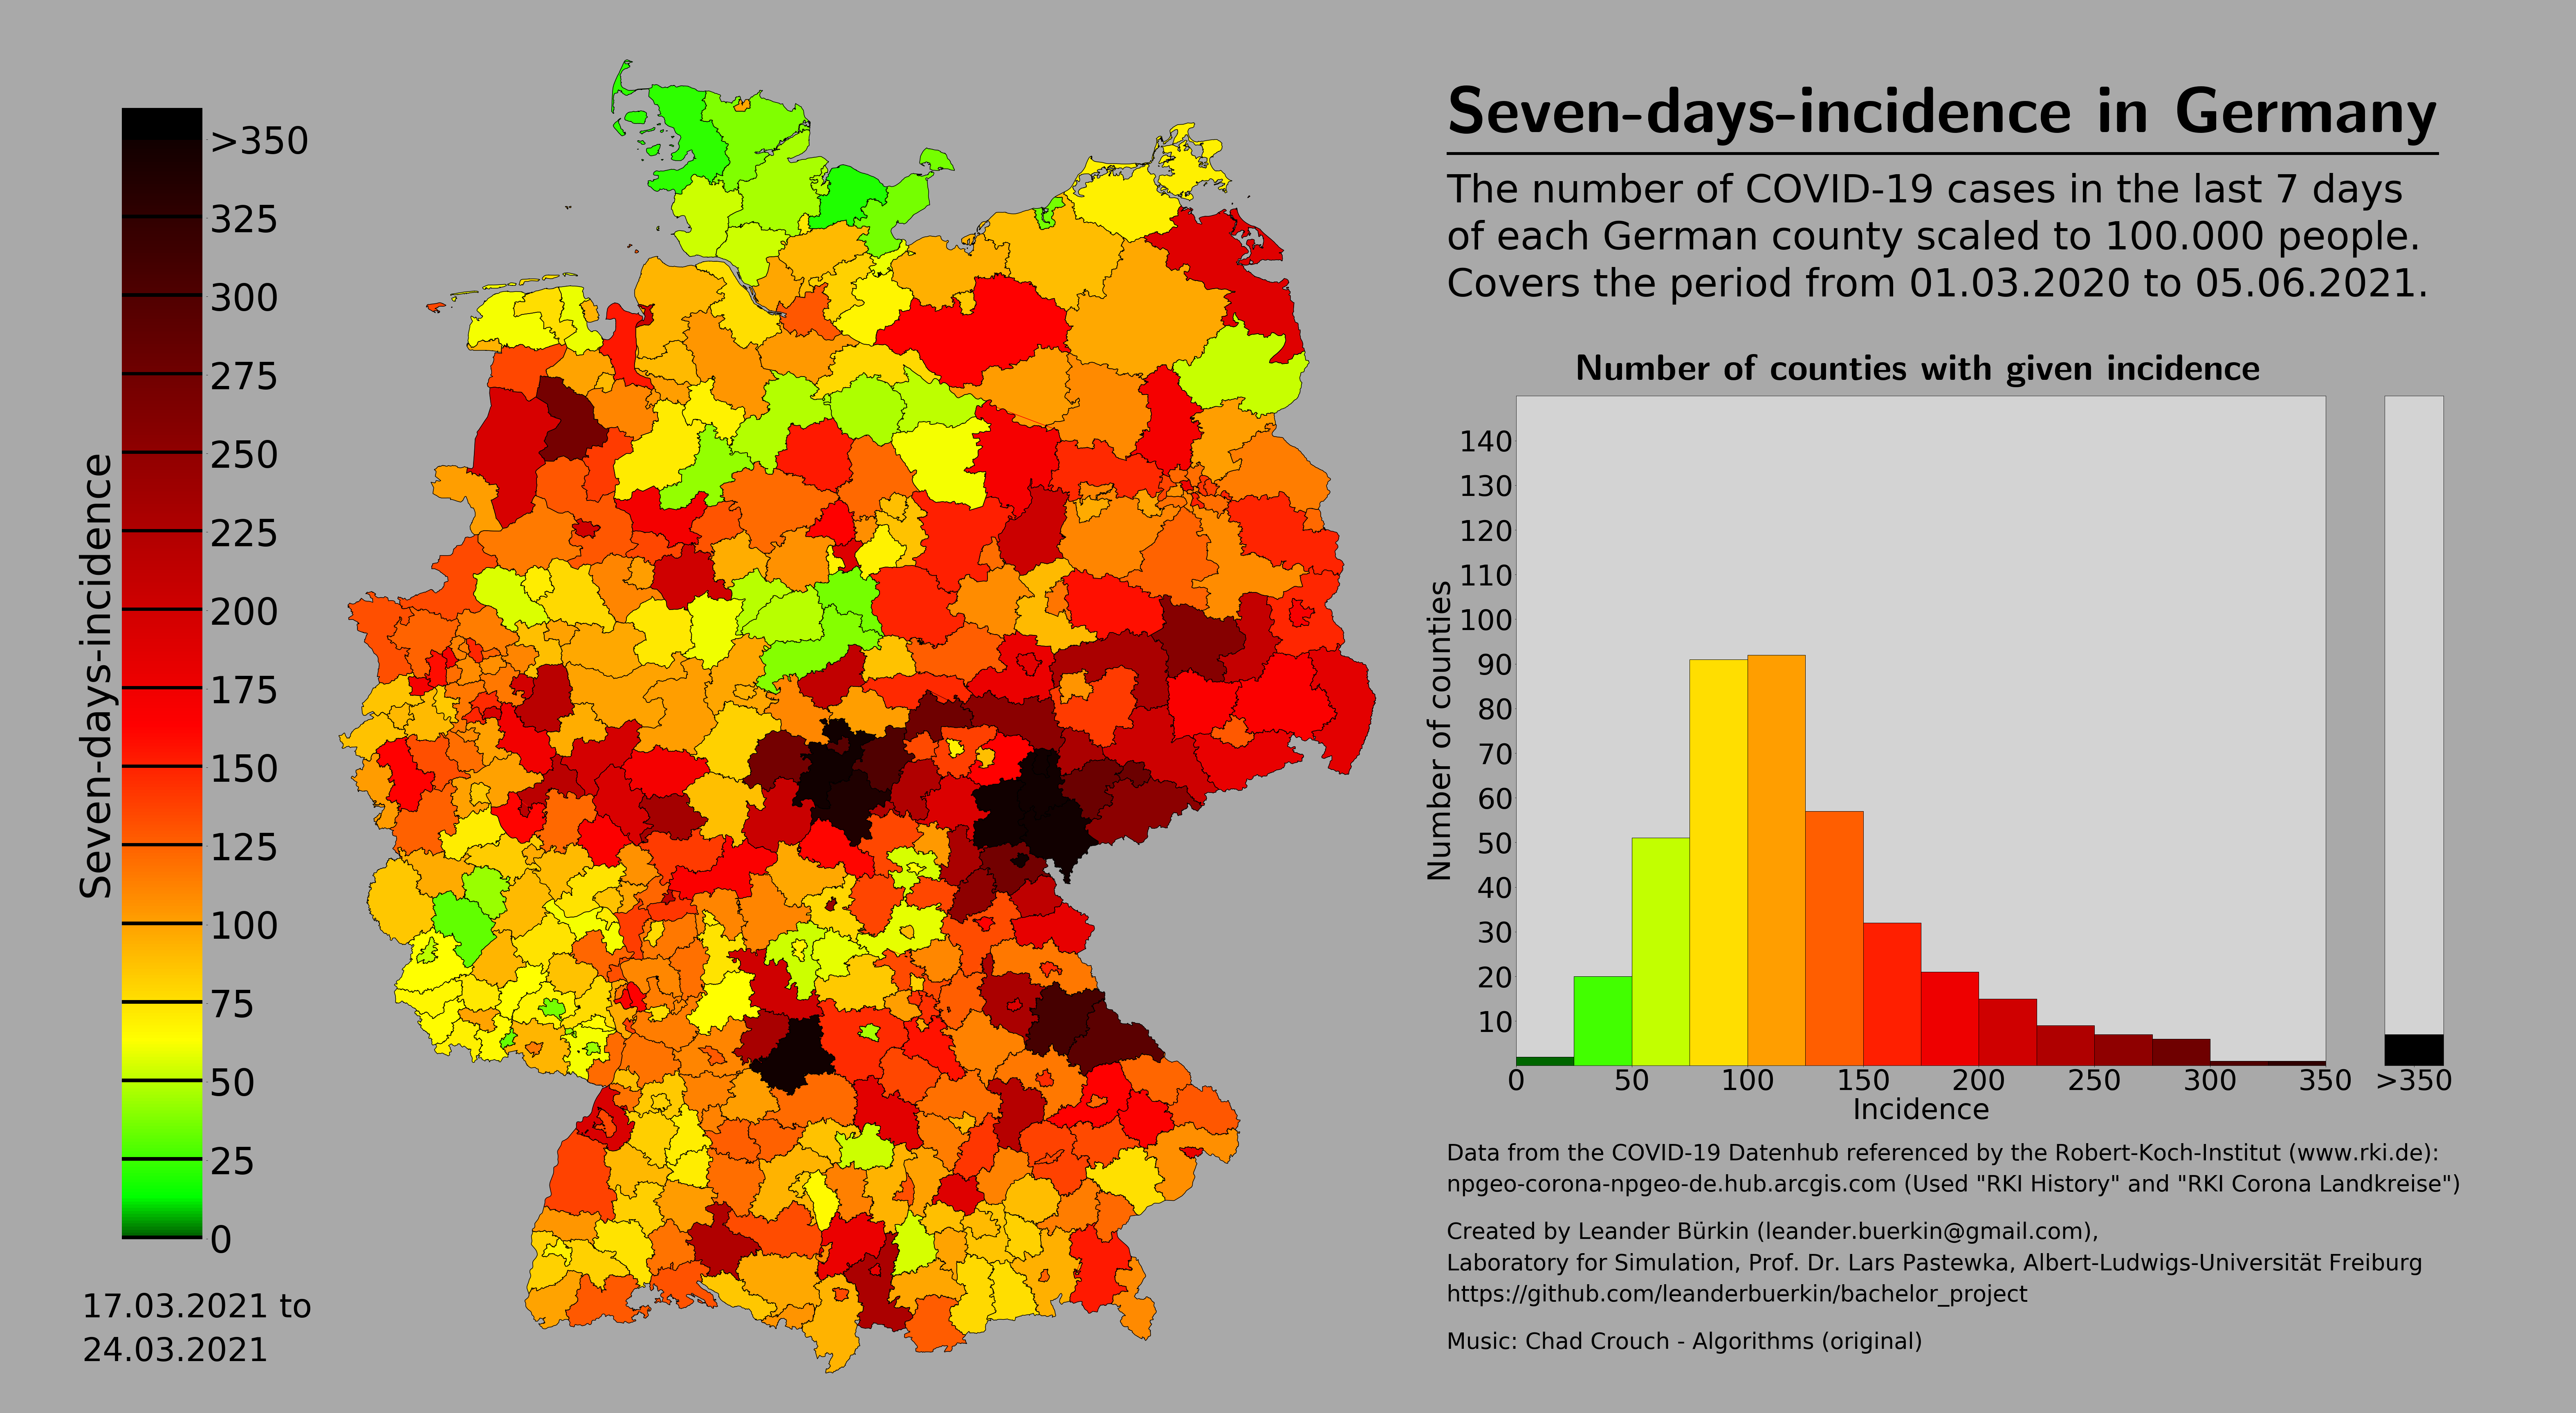 Seven-days-incidence in Germany
The number of COVID-19 cases in the last 7 days
of each German county scaled to 100.000 people.
Covers the period from 01.03.2020 to 05.06.2021.
Seven-days-incidence
>350
325
300
275
250
225
200
175
150
125
100
75
50
25
0
17.03.2021 to
24.03.2021
Number of counties with given incidence
Number of counties
140
130
120
110
100
90
80
70
60
50
40
30
20
10
0 50 100 150 200 250 300 350 >350
Incidence
Data from the COVID-19 Datenhub referenced by the Robert-Koch-Institut (www.rki.de):
npgeo-corona-npgeo-de.hub.arcgis.com (Used "RKI History" and "RKI Corona Landkreise")
Created by Leander Bürkin (leander.buerkin@gmail.com),
Laboratory for Simulation, Prof. Dr. Lars Pastewka, Albert-Ludwigs-Universität Freiburg
https://github.com/leanderbuerkin/bachelor_project
Music: Chad Crouch - Algorithms (original)